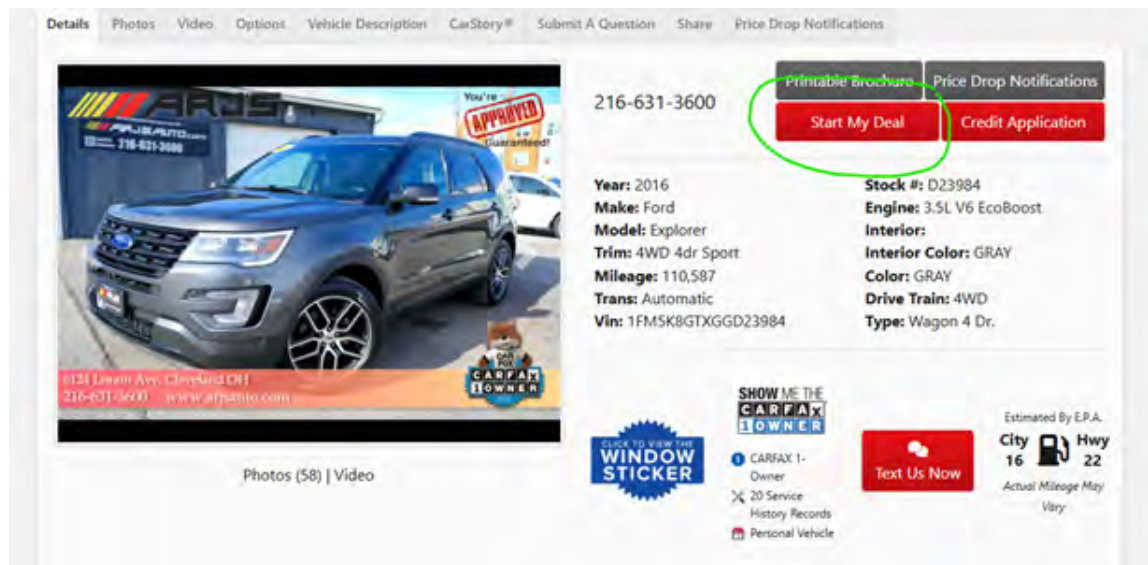 Details Photos Video Options Vehicle Description CarStory® Submit A Question Share Price Drop Notifications
ARJS
ARJSAUTO.com
216-631-3600
You're
APPROVED
Guaranteed!
6124 Lorain Ave. Cleveland OH
216-631-3600 www.arjsauto.com
CAR
FOX
CARFAX
1 OWNER
Photos (58) | Video
216-631-3600
Printable Brochure
Price Drop Notifications
Start My Deal
Credit Application
Year: 2016
Make: Ford
Model: Explorer
Trim: 4WD 4dr Sport
Mileage: 110,587
Trans: Automatic
Vin: 1FM5K8GTXGGD23984
Stock #: D23984
Engine: 3.5L V6 EcoBoost
Interior:
Interior Color: GRAY
Color: GRAY
Drive Train: 4WD
Type: Wagon 4 Dr.
CLICK TO VIEW THE
WINDOW
STICKER
SHOW ME THE
CARFAX
1 OWNER
CARFAX 1-
Owner
20 Service
History Records
Personal Vehicle
Text Us Now
Estimated By E.P.A.
City Hwy
16 22
Actual Mileage May
Vary